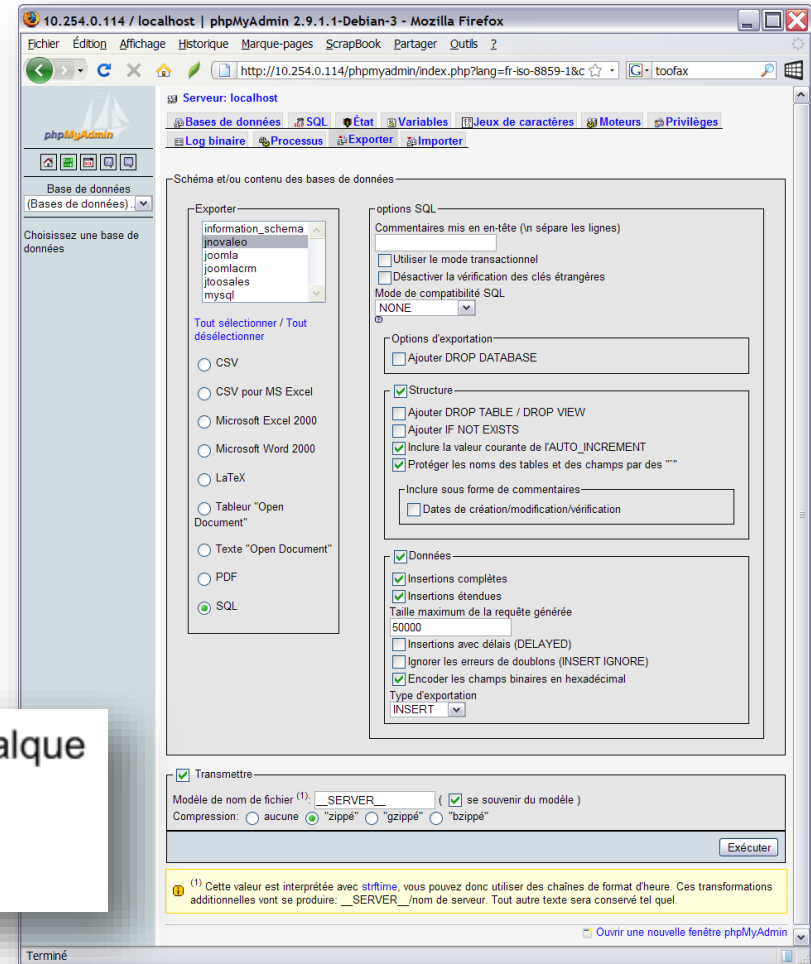 10.254.0.114 / localhost | phpMyAdmin 2.9.1.1-Debian-3 - Mozilla Firefox
Fichier Édition Affichage Historique Marque-pages ScrapBook Partager Outils ?
http://10.254.0.114/phpmyadmin/index.php?lang=fr-iso-8859-1&c
toofax
phpMyAdmin
Base de données
(Bases de données) ...
Choisissez une base de
données
Serveur: localhost
Bases de données SQL État Variables Jeux de caractères Moteurs Privilèges
Log binaire Processus Exporter Importer
Schéma et/ou contenu des bases de données
Exporter
information_schema
jnovaleo
joomla
joomlacrm
jtoosales
mysql
Tout sélectionner / Tout
désélectionner
CSV
CSV pour MS Excel
Microsoft Excel 2000
Microsoft Word 2000
LaTeX
Tableur "Open
Document"
Texte "Open Document"
PDF
SQL
options SQL
Commentaires mis en en-tête (\n sépare les lignes)
Utiliser le mode transactionnel
Désactiver la vérification des clés étrangères
Mode de compatibilité SQL
NONE
Options d'exportation
Ajouter DROP DATABASE
Structure
Ajouter DROP TABLE / DROP VIEW
Ajouter IF NOT EXISTS
Inclure la valeur courante de l'AUTO_INCREMENT
Protéger les noms des tables et des champs par des "`"
Inclure sous forme de commentaires
Dates de création/modification/vérification
Données
Insertions complètes
Insertions étendues
Taille maximum de la requête générée
50000
Insertions avec délais (DELAYED)
Ignorer les erreurs de doublons (INSERT IGNORE)
Encoder les champs binaires en hexadécimal
Type d'exportation
INSERT
alque
Transmettre
Modèle de nom de fichier (1): __SERVER__ ( se souvenir du modèle )
Compression: aucune "zippé" "gzippé" "bzippé"
Exécuter
(1) Cette valeur est interprétée avec strftime, vous pouvez donc utiliser des chaînes de format d'heure. Ces transformations
additionnelles vont se produire: __SERVER__/nom de serveur. Tout autre texte sera conservé tel quel.
Ouvrir une nouvelle fenêtre phpMyAdmin
Terminé